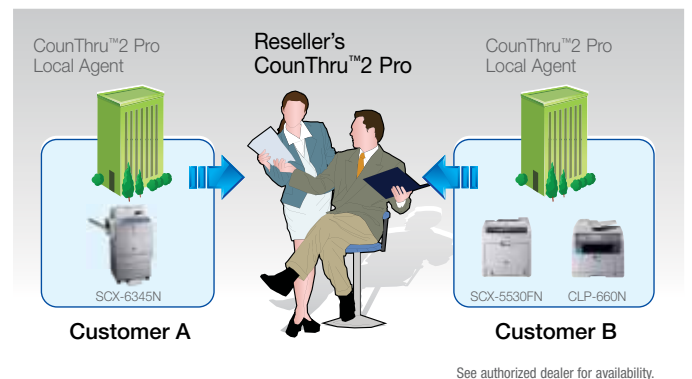 CounThru™2 Pro
Local Agent
Reseller's
CounThru™2 Pro
CounThru™2 Pro
Local Agent
SCX-6345N
SCX-5530FN
CLP-660N
Customer A
Customer B
See authorized dealer for availability.